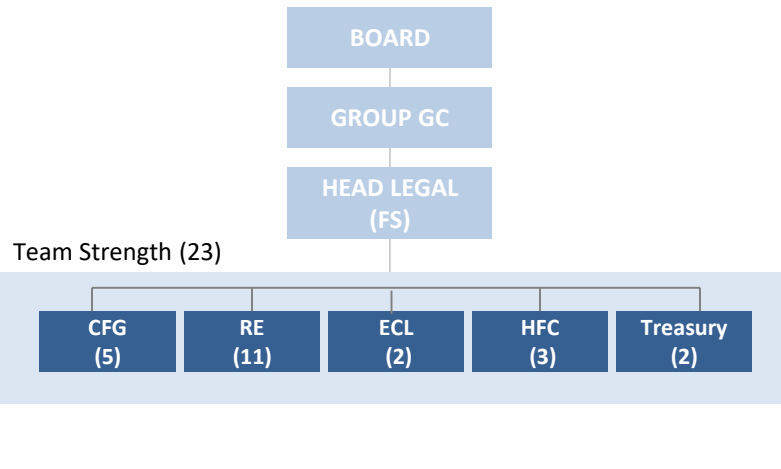 BOARD
GROUP GC
HEAD LEGAL
(FS)
Team Strength (23)
CFG
(5)
RE
(11)
ECL
(2)
HFC
(3)
Treasury
(2)